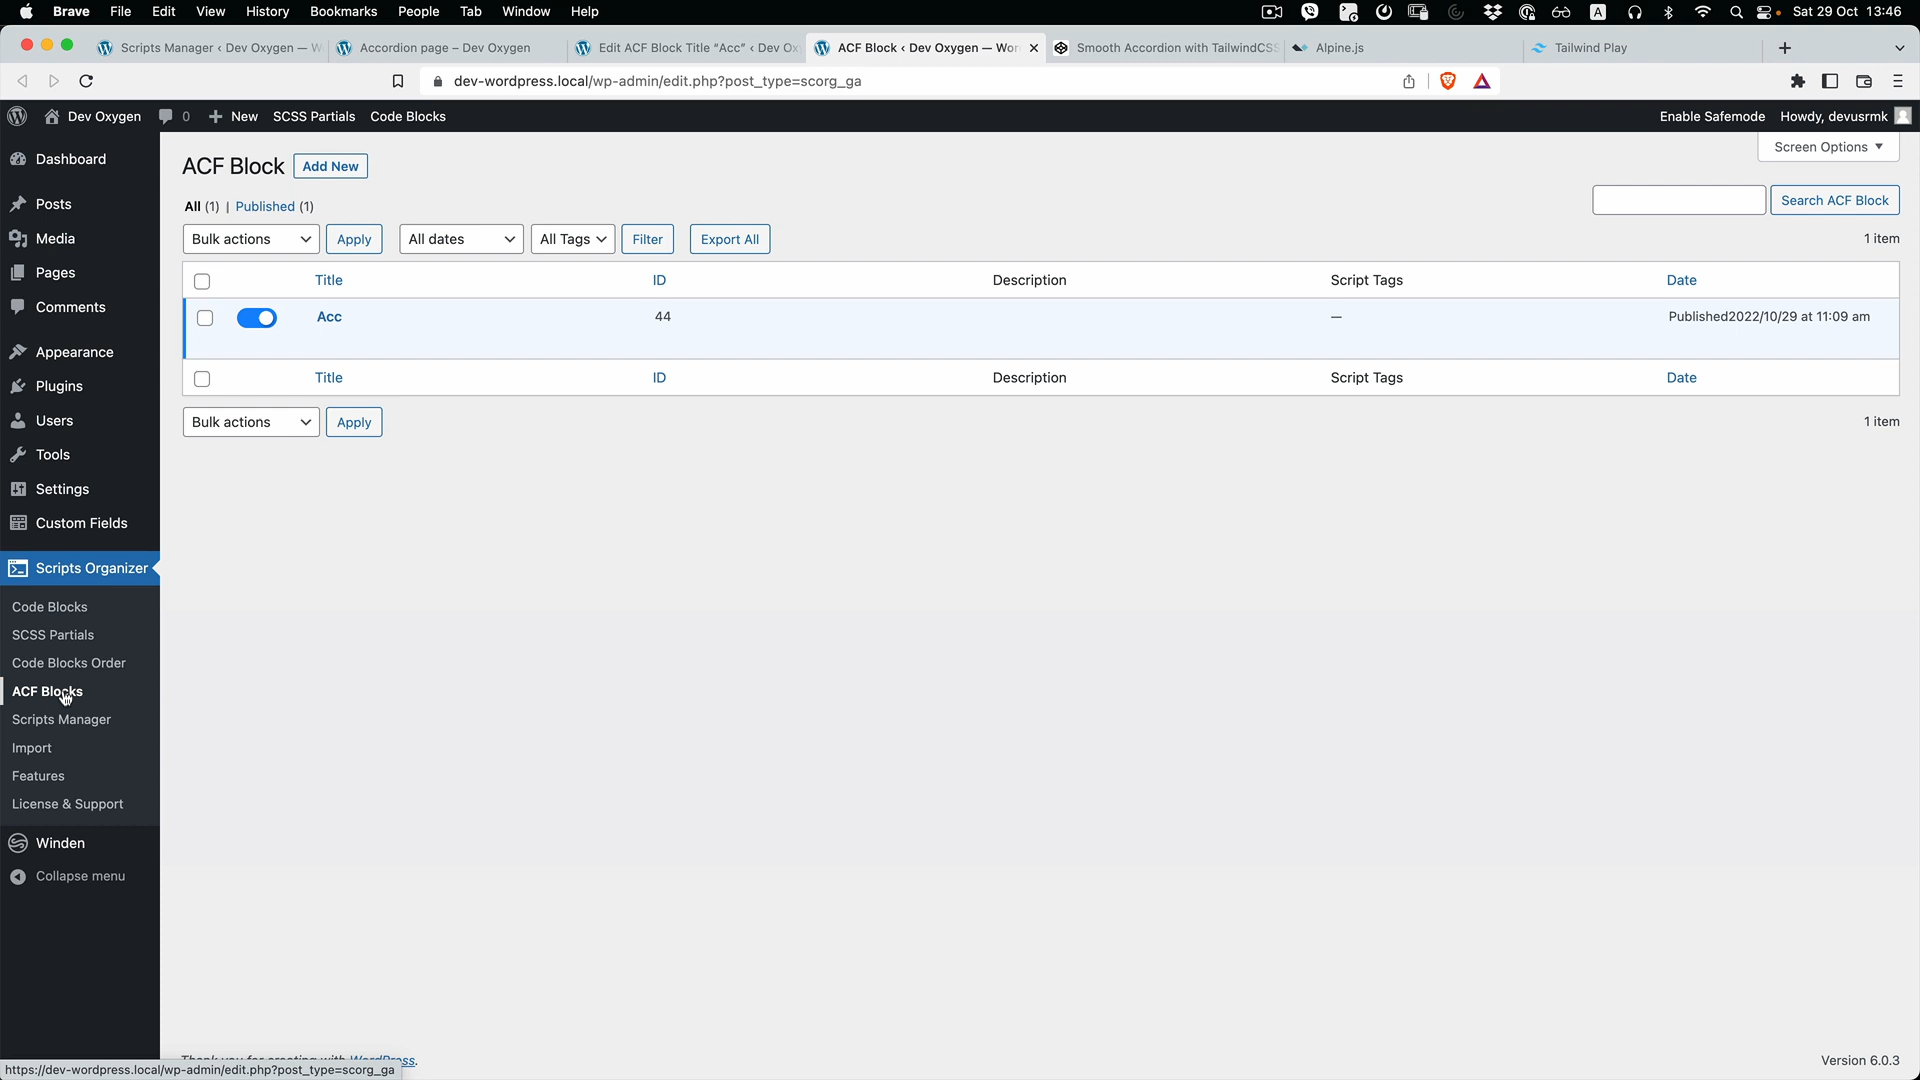 Brave File Edit View History Bookmarks People Tab Window Help A Sat 29 Oct 13:46
Scripts Manager ‹ Dev Oxygen — W Accordion page – Dev Oxygen Edit ACF Block Title “Acc” ‹ Dev Ox ACF Block ‹ Dev Oxygen — Wor Smooth Accordion with TailwindCSS Alpine.js Tailwind Play
dev-wordpress.local/wp-admin/edit.php?post_type=scorg_ga
Dev Oxygen 0 New SCSS Partials Code Blocks Enable Safemode Howdy, devusrmk
Dashboard
Posts
Media
Pages
Comments
Appearance
Plugins
Users
Tools
Settings
Custom Fields
Scripts Organizer
Code Blocks
SCSS Partials
Code Blocks Order
ACF Blocks
Scripts Manager
Import
Features
License & Support
Winden
Collapse menu
Screen Options
ACF Block Add New
All (1) | Published (1)
Search ACF Block
Bulk actions Apply All dates All Tags Filter Export All 1 item
Title ID Description Script Tags Date
Acc 44 — Published2022/10/29 at 11:09 am
Title ID Description Script Tags Date
Bulk actions Apply 1 item
Thank you for creating with WordPress. Version 6.0.3
https://dev-wordpress.local/wp-admin/edit.php?post_type=scorg_ga